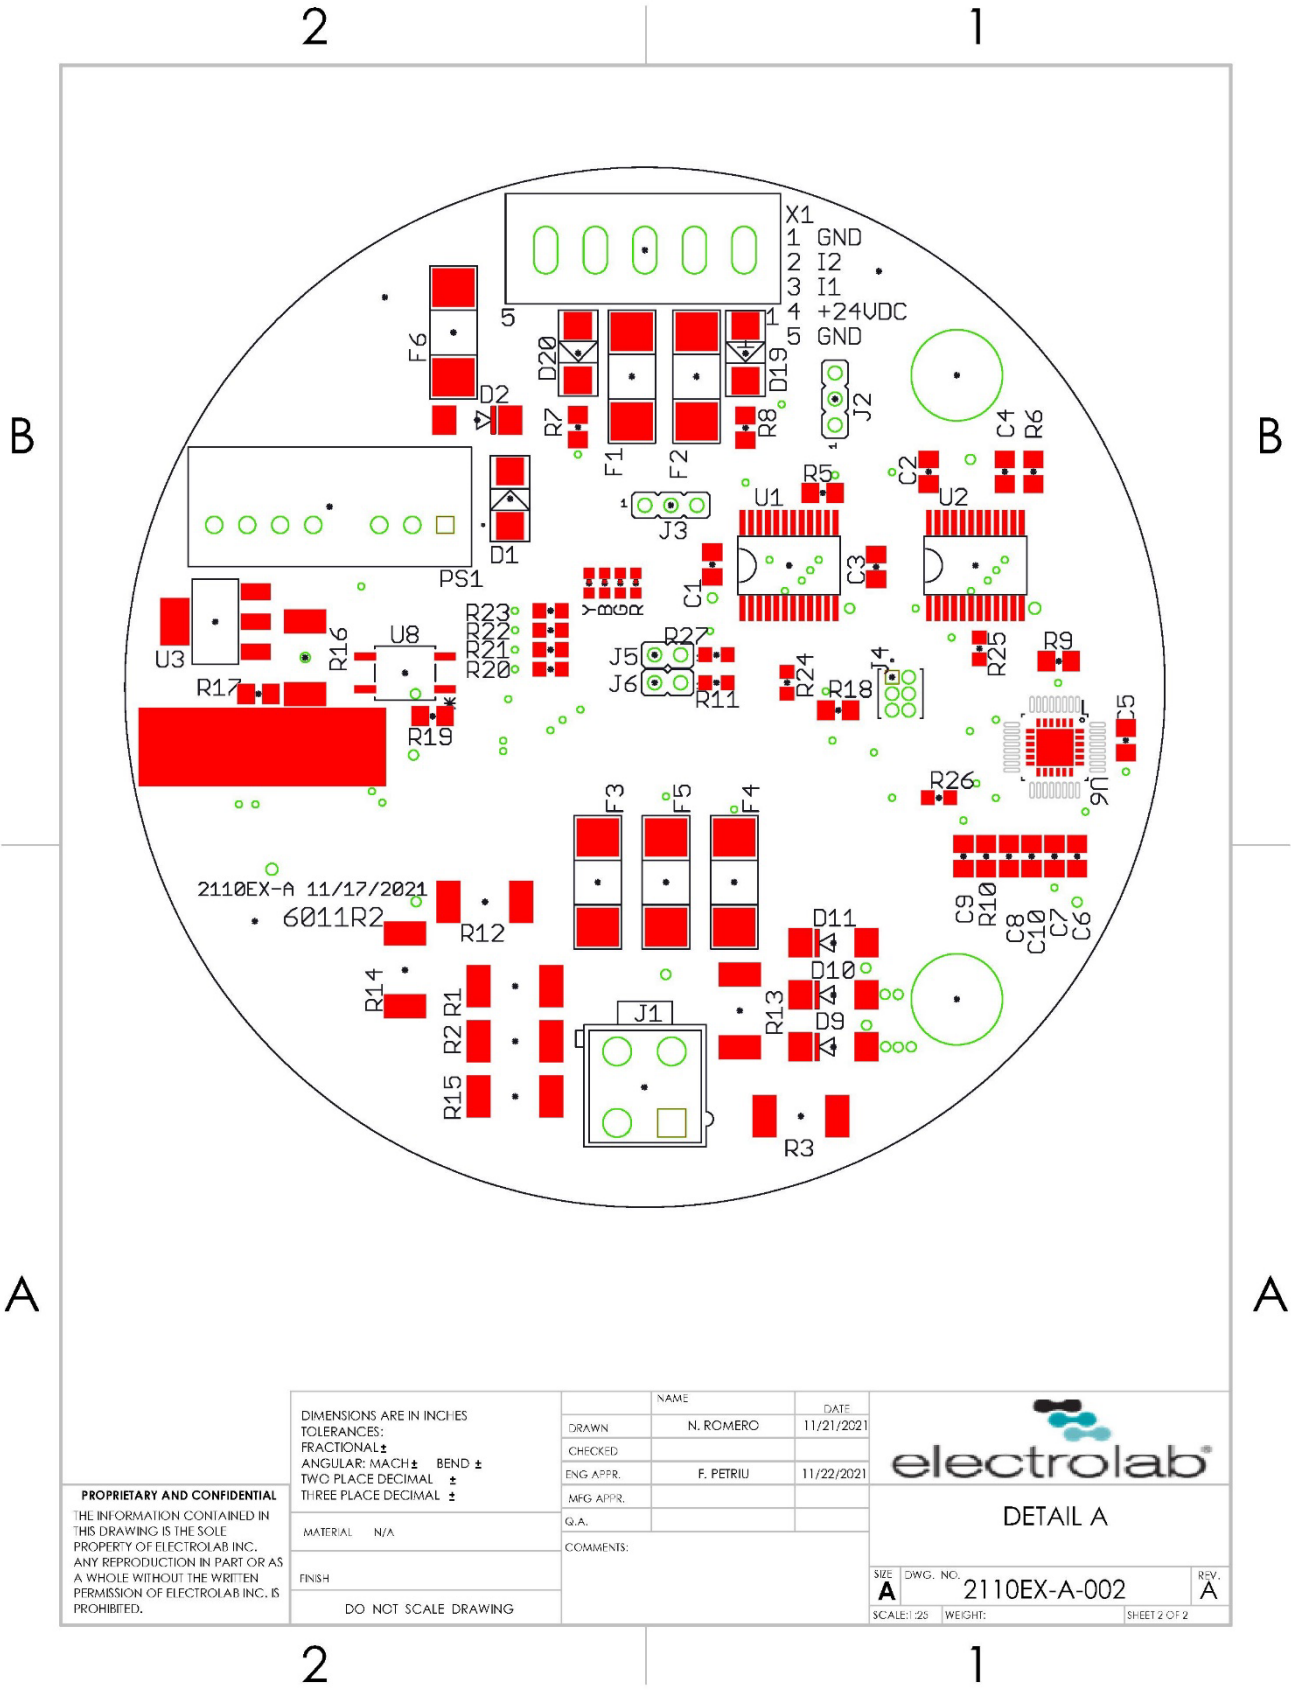 2 1
X1
1 GND
2 I2
3 I1
4 +24VDC
5 GND
5
1
F6
D20
D19
D2
J2
1
R7
R8
C4
R6
B
B
F1
F2
C2
R5
U1
U2
1
J3
D1
PS1
C1
C3
Y
B
G
R
R23
R22
R21
R20
R27
J5
J6
R11
R24
R25
R9
J4
U3
R16
U8
R17
R18
*
R19
1
C5
U6
R26
F3
F5
F4
2110EX-A 11/17/2021
6011R2
R12
C9
R10
C8
C10
C7
C6
D11
D10
D9
R14
R1
R2
R15
J1
R13
R3
A
A
PROPRIETARY AND CONFIDENTIAL
THE INFORMATION CONTAINED IN
THIS DRAWING IS THE SOLE
PROPERTY OF ELECTROLAB INC.
ANY REPRODUCTION IN PART OR AS
A WHOLE WITHOUT THE WRITTEN
PERMISSION OF ELECTROLAB INC. IS
PROHIBITED.
DIMENSIONS ARE IN INCHES
TOLERANCES:
FRACTIONAL ±
ANGULAR: MACH ± BEND ±
TWO PLACE DECIMAL ±
THREE PLACE DECIMAL ±
MATERIAL N/A
FINISH
DO NOT SCALE DRAWING
NAME DATE
DRAWN N. ROMERO 11/21/2021
CHECKED
ENG APPR. F. PETRIU 11/22/2021
MFG APPR.
Q.A.
COMMENTS:
electrolab®
DETAIL A
SIZE DWG. NO. REV.
A 2110EX-A-002 A
SCALE:1:25 WEIGHT: SHEET 2 OF 2
2 1